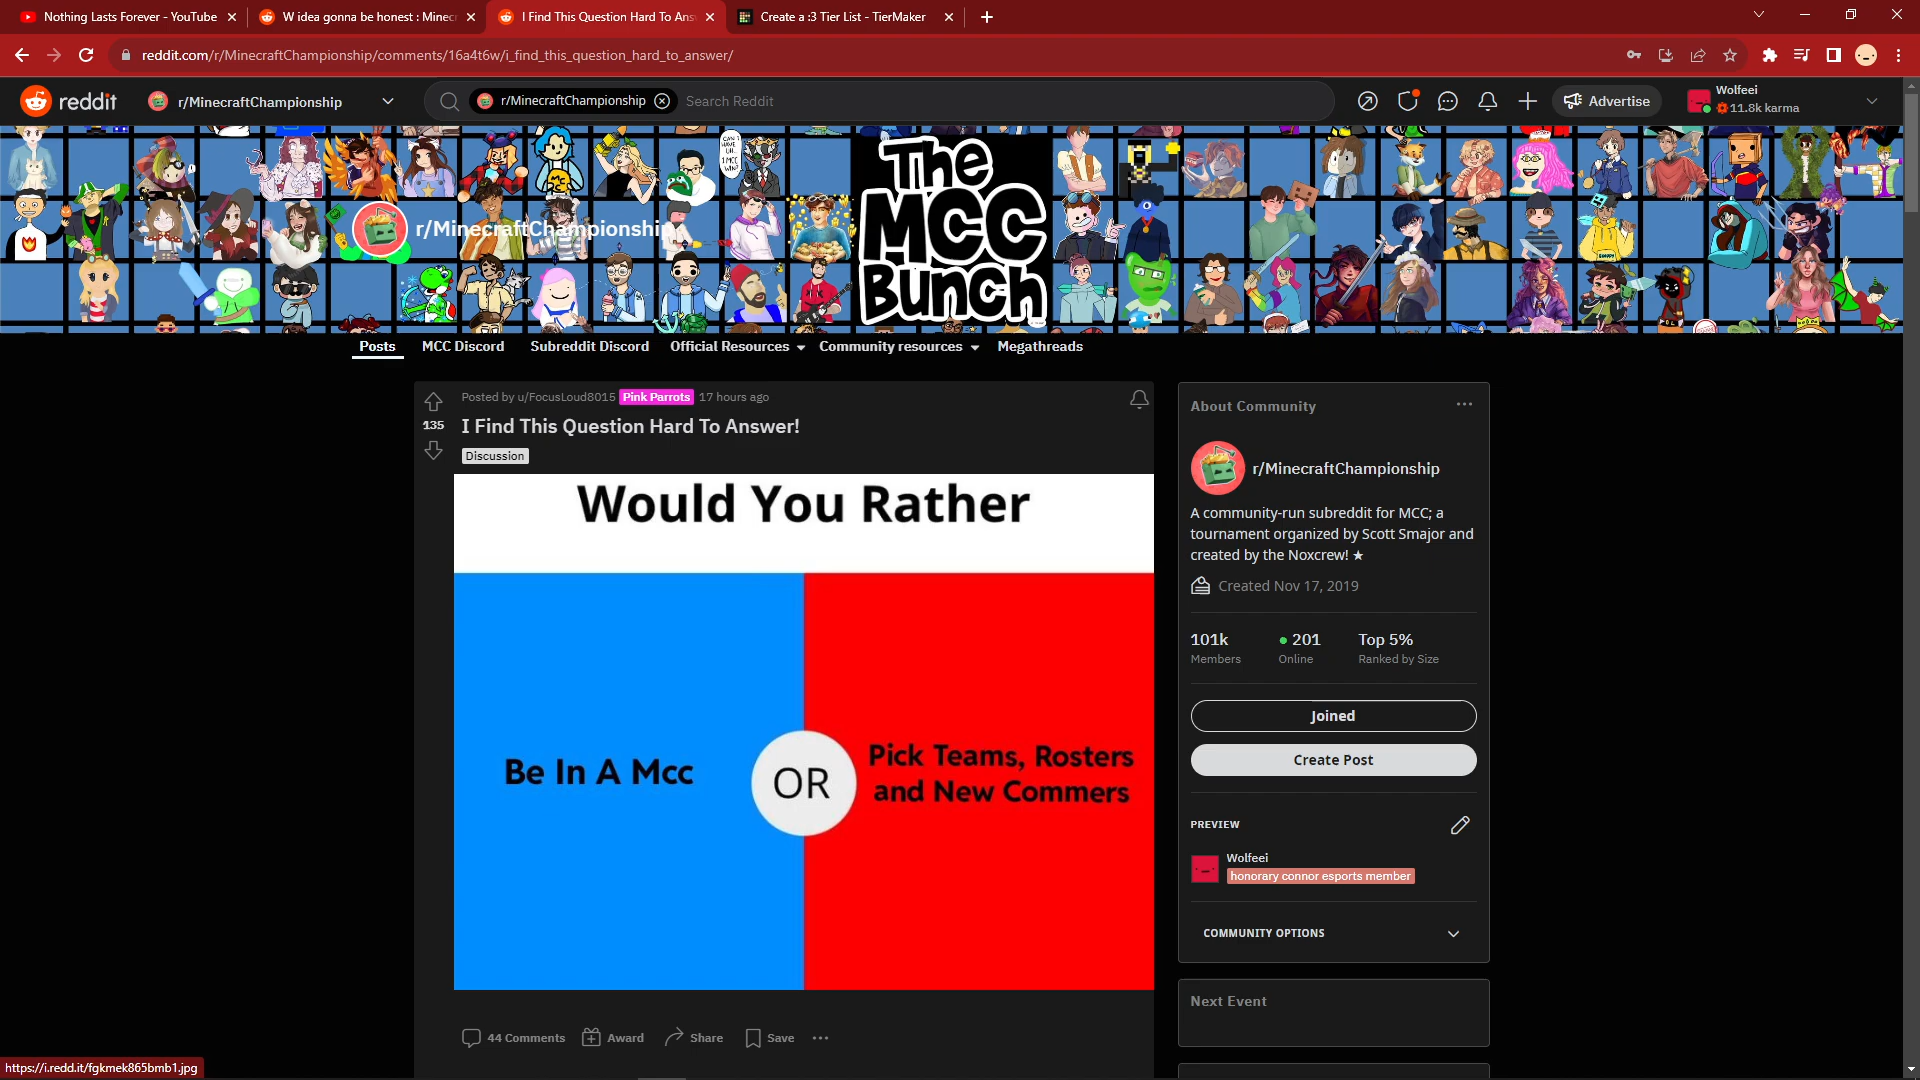 Nothing Lasts Forever - YouTube
W idea gonna be honest : Minec
I Find This Question Hard To Ans
Create a :3 Tier List - TierMaker
reddit.com/r/MinecraftChampionship/comments/16a4t6w/i_find_this_question_hard_to_answer/
reddit
r/MinecraftChampionship
r/MinecraftChampionship
Search Reddit
Advertise
Wolfeei
11.8k karma
The
MCC
Bunch
r/MinecraftChampionship
Posts
MCC Discord
Subreddit Discord
Official Resources
Community resources
Megathreads
Posted by u/FocusLoud8015 Pink Parrots 17 hours ago
135
I Find This Question Hard To Answer!
Discussion
Would You Rather
Be In A Mcc
OR
Pick Teams, Rosters
and New Commers
44 Comments
Award
Share
Save
About Community
r/MinecraftChampionship
A community-run subreddit for MCC; a
tournament organized by Scott Smajor and
created by the Noxcrew! ★
Created Nov 17, 2019
101k
Members
201
Online
Top 5%
Ranked by Size
Joined
Create Post
PREVIEW
Wolfeei
honorary connor esports member
COMMUNITY OPTIONS
Next Event
https://i.redd.it/fgkmek865bmb1.jpg